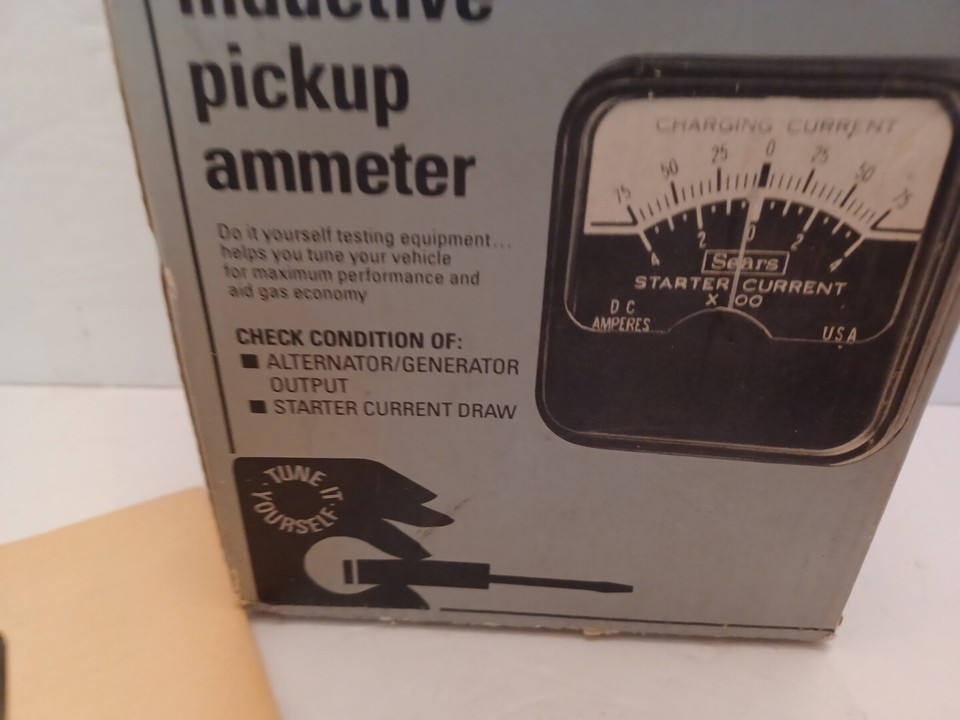 inductive
pickup
ammeter
Do it yourself testing equipment...
helps you tune your vehicle
for maximum performance and
aid gas economy
CHECK CONDITION OF:
■ ALTERNATOR/GENERATOR
OUTPUT
■ STARTER CURRENT DRAW
TUNE IT
YOURSELF
CHARGING CURRENT
75 50 25 0 25 50 75
4 2 0 2 4
Sears
STARTER CURRENT
X 00
DC
AMPERES
USA